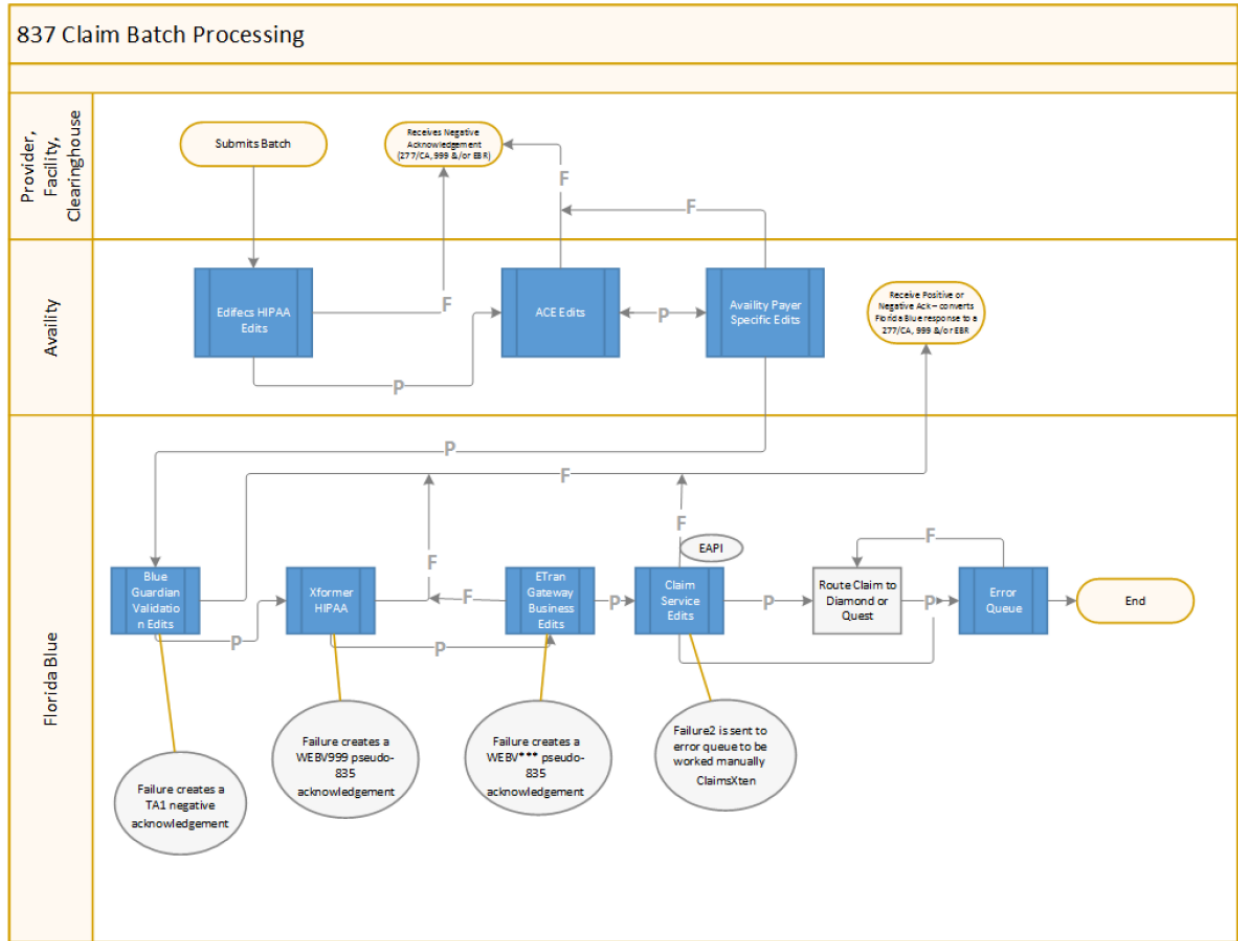 837 Claim Batch Processing
Provider,
Facility,
Clearinghouse
Submits Batch
Receives Negative
Acknowledgement
(277/CA, 999 &/or EBR)
F
F
F
Availity
Edifecs HIPAA
Edits
ACE Edits
P
Availity Payer
Specific Edits
Receive Positive or
Negative Ack – converts
Florida Blue response to a
277/CA, 999 &/or EBR
P
Florida Blue
P
F
F
EAPI
F
F
Blue
Guardian
Validatio
n Edits
P
Xformer
HIPAA
P
F
ETran
Gateway
Business
Edits
P
Claim
Service
Edits
P
Route Claim to
Diamond or
Quest
P
Error
Queue
End
Failure creates a
TA1 negative
acknowledgement
Failure creates a
WEBV999 pseudo-
835
acknowledgement
Failure creates a
WEBV*** pseudo-
835
acknowledgement
Failure2 is sent to
error queue to be
worked manually
ClaimsXten